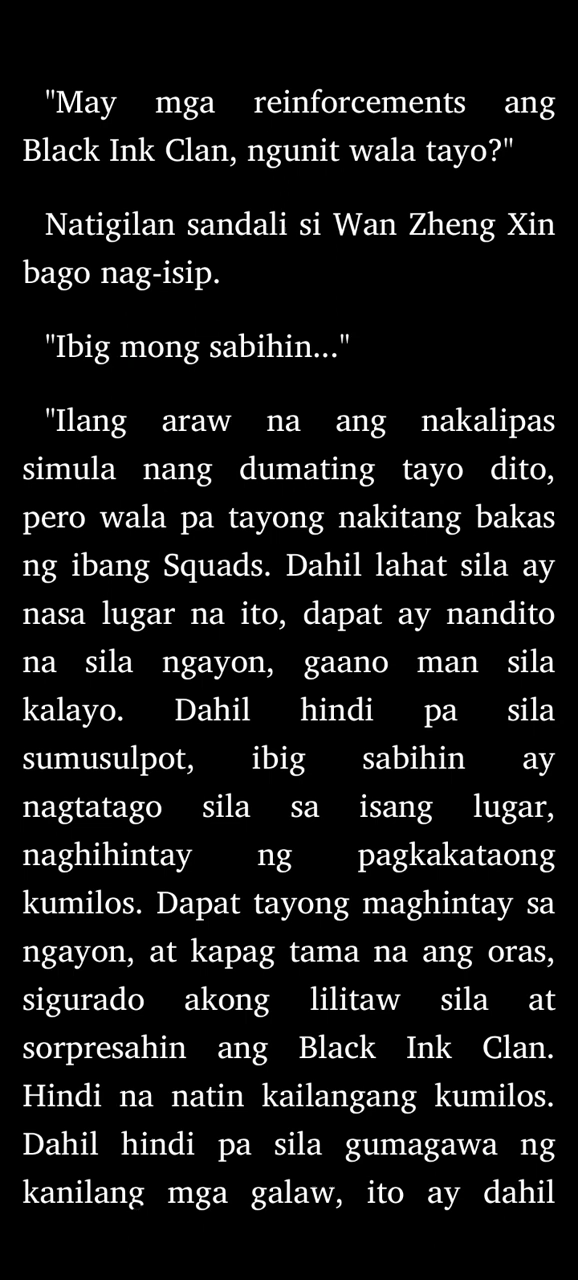 "May mga reinforcements ang
Black Ink Clan, ngunit wala tayo?"
Natigilan sandali si Wan Zheng Xin
bago nag-isip.
"Ibig mong sabihin..."
"Ilang araw na ang nakalipas
simula nang dumating tayo dito,
pero wala pa tayong nakitang bakas
ng ibang Squads. Dahil lahat sila ay
nasa lugar na ito, dapat ay nandito
na sila ngayon, gaano man sila
kalayo. Dahil hindi pa sila
sumusulpot, ibig sabihin ay
nagtatago sila sa isang lugar,
naghihintay ng pagkakataong
kumilos. Dapat tayong maghintay sa
ngayon, at kapag tama na ang oras,
sigurado akong lilitaw sila at
sorpresahin ang Black Ink Clan.
Hindi na natin kailangang kumilos.
Dahil hindi pa sila gumagawa ng
kanilang mga galaw, ito ay dahil